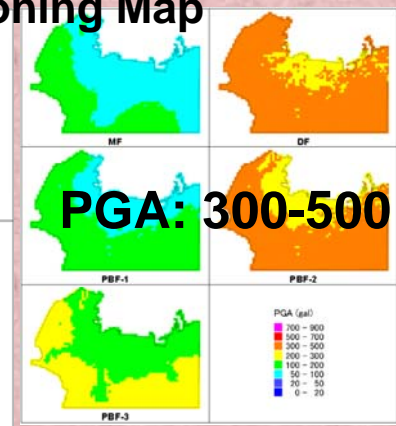 oning Map
MF
DF
PGA: 300-500
PBF-1
PBF-2
PGA (gal)
700 - 900
500 - 700
300 - 500
200 - 300
100 - 200
50 - 100
20 - 50
0 - 20
PBF-3